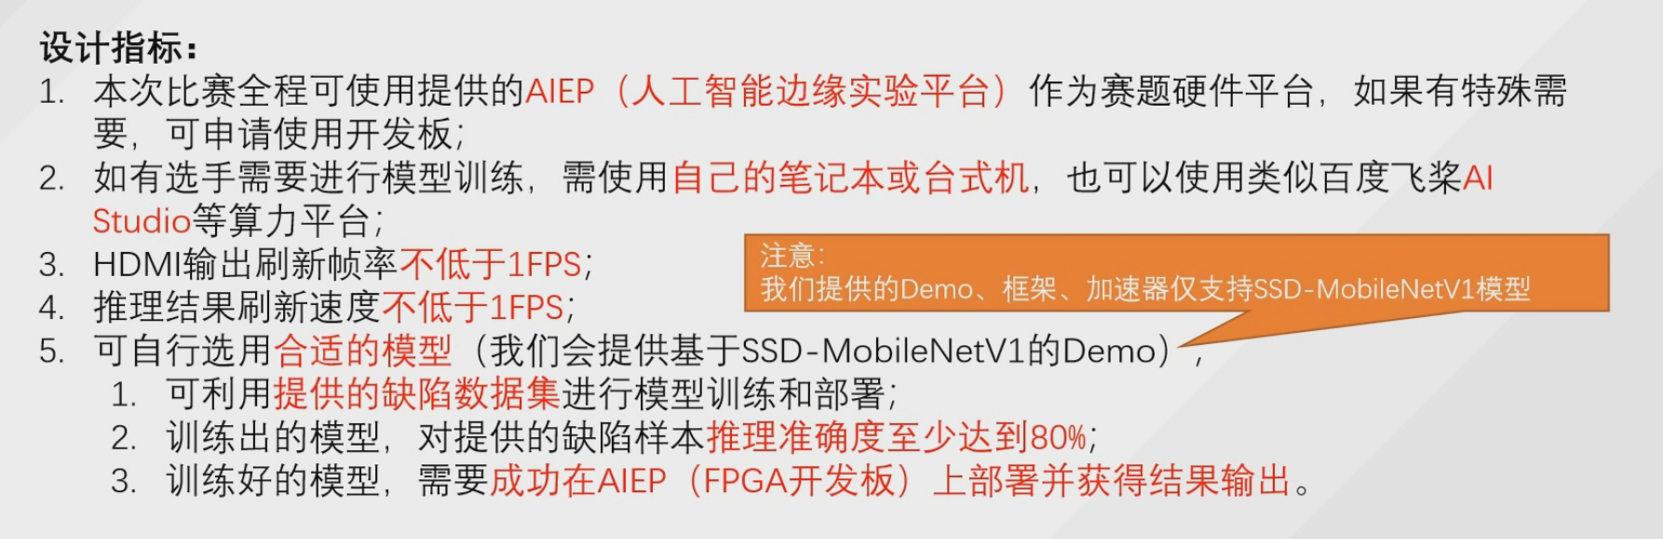 设计指标：
1. 本次比赛全程可使用提供的AIEP（人工智能边缘实验平台）作为赛题硬件平台，如果有特殊需
要，可申请使用开发板；
2. 如有选手需要进行模型训练，需使用自己的笔记本或台式机，也可以使用类似百度飞桨AI
Studio等算力平台；
3. HDMI输出刷新帧率不低于1FPS；
4. 推理结果刷新速度不低于1FPS；
注意：
我们提供的Demo、框架、加速器仅支持SSD-MobileNetV1模型
5. 可自行选用合适的模型（我们会提供基于SSD-MobileNetV1的Demo），
1. 可利用提供的缺陷数据集进行模型训练和部署；
2. 训练出的模型，对提供的缺陷样本推理准确度至少达到80%；
3. 训练好的模型，需要成功在AIEP（FPGA开发板）上部署并获得结果输出。